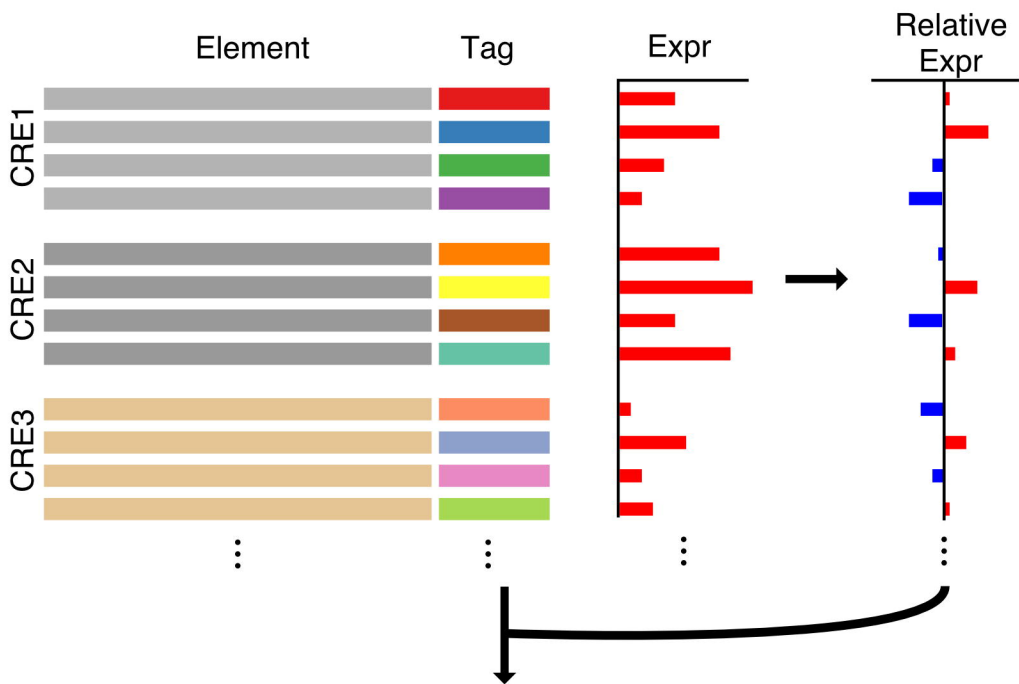 Element
Tag
Expr
Relative
Expr
CRE1
CRE2
CRE3